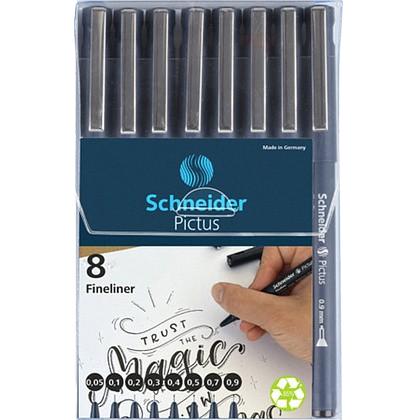 Made in Germany
Schneider
Pictus
8
Fineliner
TRUST
THE
Magic
0,05 0,1 0,2 0,3 0,4 0,5 0,7 0,9
Schneider Pictus 0.9 mm